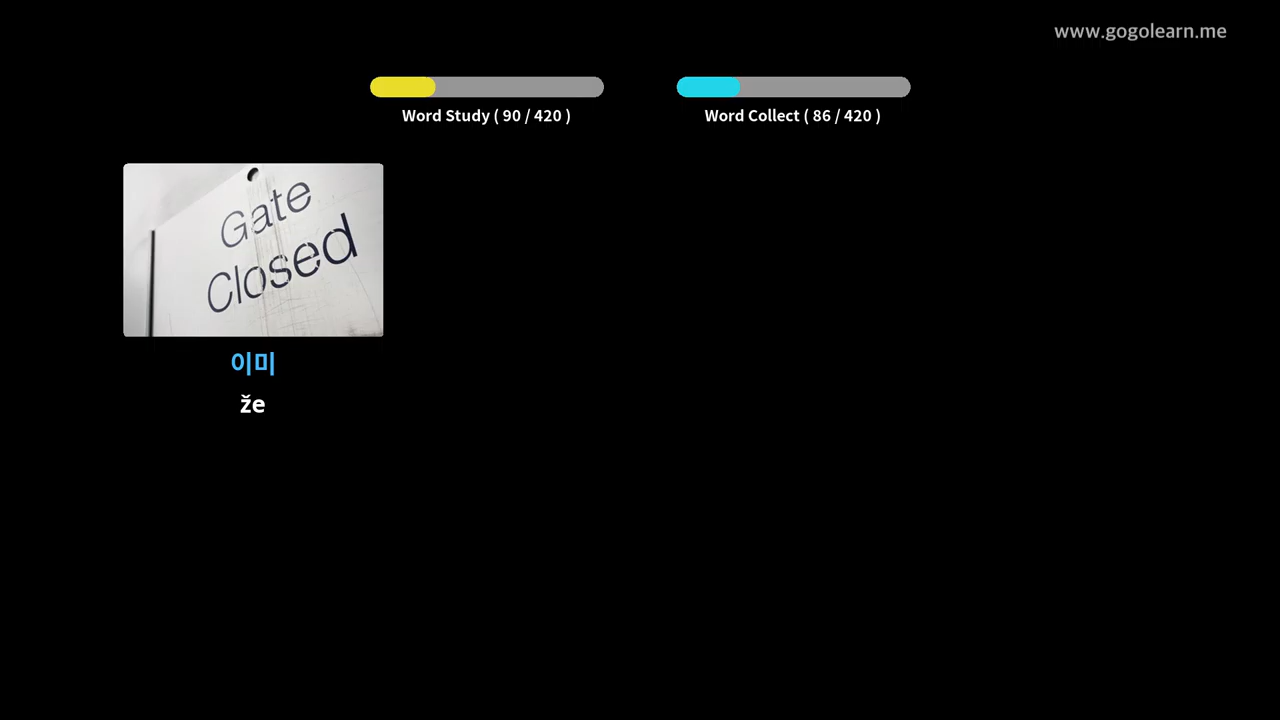 www.gogolearn.me
Word Study ( 90 / 420 )
Word Collect ( 86 / 420 )
Gate
Closed
이미
že